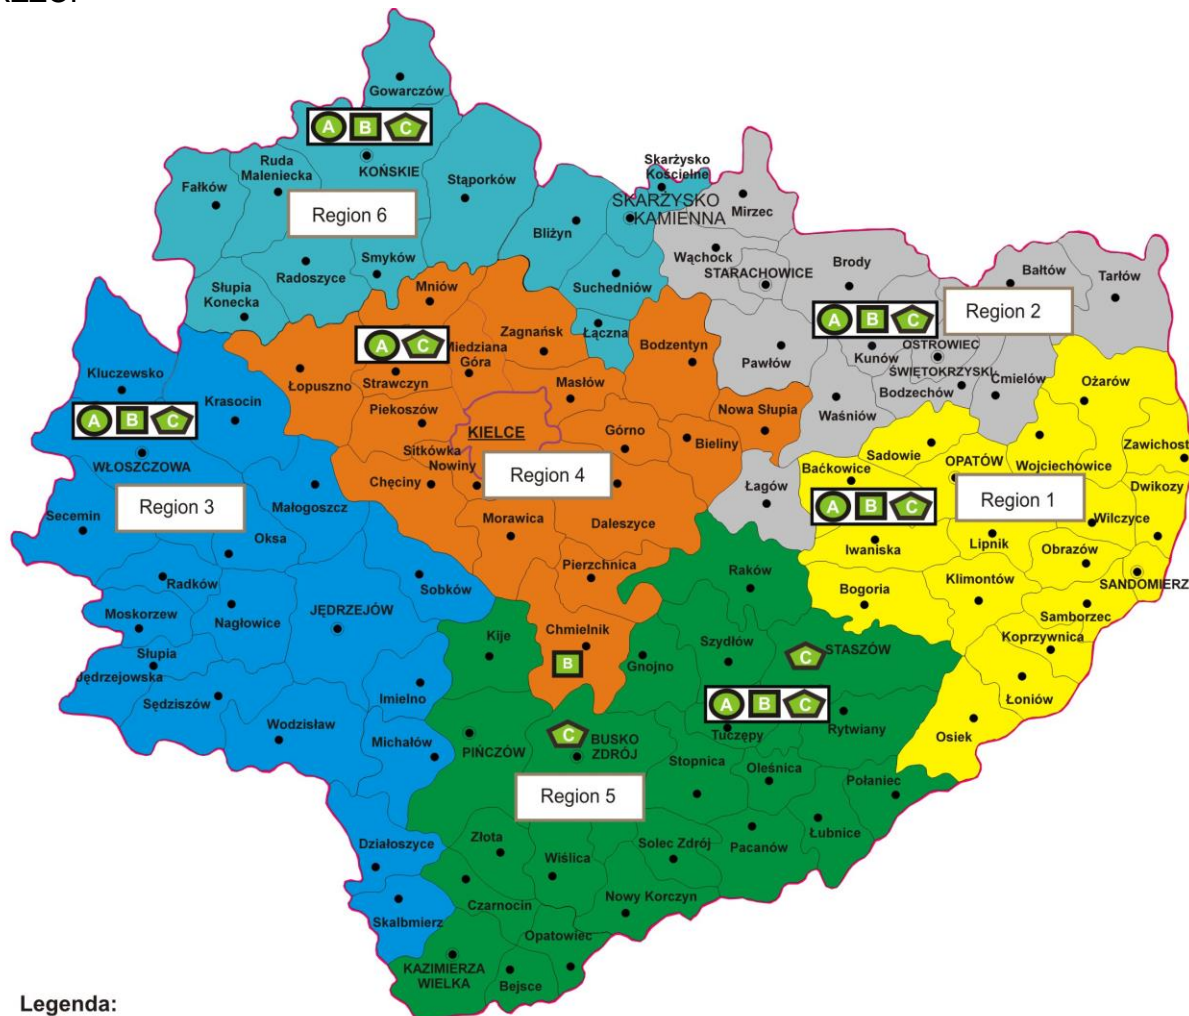 Gowarczów
A B C
Ruda
Maleniecka
KOŃSKIE
Skarżysko
Kościelne
Fałków
Stąporków
SKARŻYSKO
KAMIENNA
Mirzec
Region 6
Bliżyn
Wąchock
Brody
Bałtów
Tarłów
Smyków
Radoszyce
STARACHOWICE
Słupia
Konecka
Mniów
Suchedniów
Region 2
A B C
A C
Zagnańsk
Łączna
Bodzentyn
Miedziana
Góra
Pawłów
Kunów
OSTROWIEC
ŚWIĘTOKRZYSKI
Kluczewsko
Łopuszno
Strawczyn
Masłów
Bodzechów
Ćmielów
Ożarów
Krasocin
Piekoszów
Nowa Słupia
Waśniów
A B C
KIELCE
Górno
Bieliny
Sadowie
Zawichost
WŁOSZCZOWA
Sitkówka
Nowiny
Region 4
Baćkowice
OPATÓW
Wojciechowice
Chęciny
Dwikozy
Region 3
Małogoszcz
Łagów
A B C
Region 1
Secemin
Morawica
Daleszyce
Wilczyce
Oksa
Iwaniska
Lipnik
Obrazów
Pierzchnica
Radków
Sobków
Raków
Bogoria
Klimontów
SANDOMIERZ
Moskorzew
Nagłowice
JĘDRZEJÓW
Samborzec
Kije
Chmielnik
Szydłów
Koprzywnica
Słupia
Jędrzejowska
B
Gnojno
C
STASZÓW
Sędziszów
Imielno
Łoniów
A B C
Rytwiany
Wodzisław
Michałów
PIŃCZÓW
C
BUSKO
ZDRÓJ
Tuczępy
Osiek
Stopnica
Oleśnica
Połaniec
Region 5
Łubnice
Działoszyce
Złota
Wiślica
Solec Zdrój
Pacanów
Czarnocin
Nowy Korczyn
Skalbmierz
Opatowiec
KAZIMIERZA
WIELKA
Bejsce
Legenda: